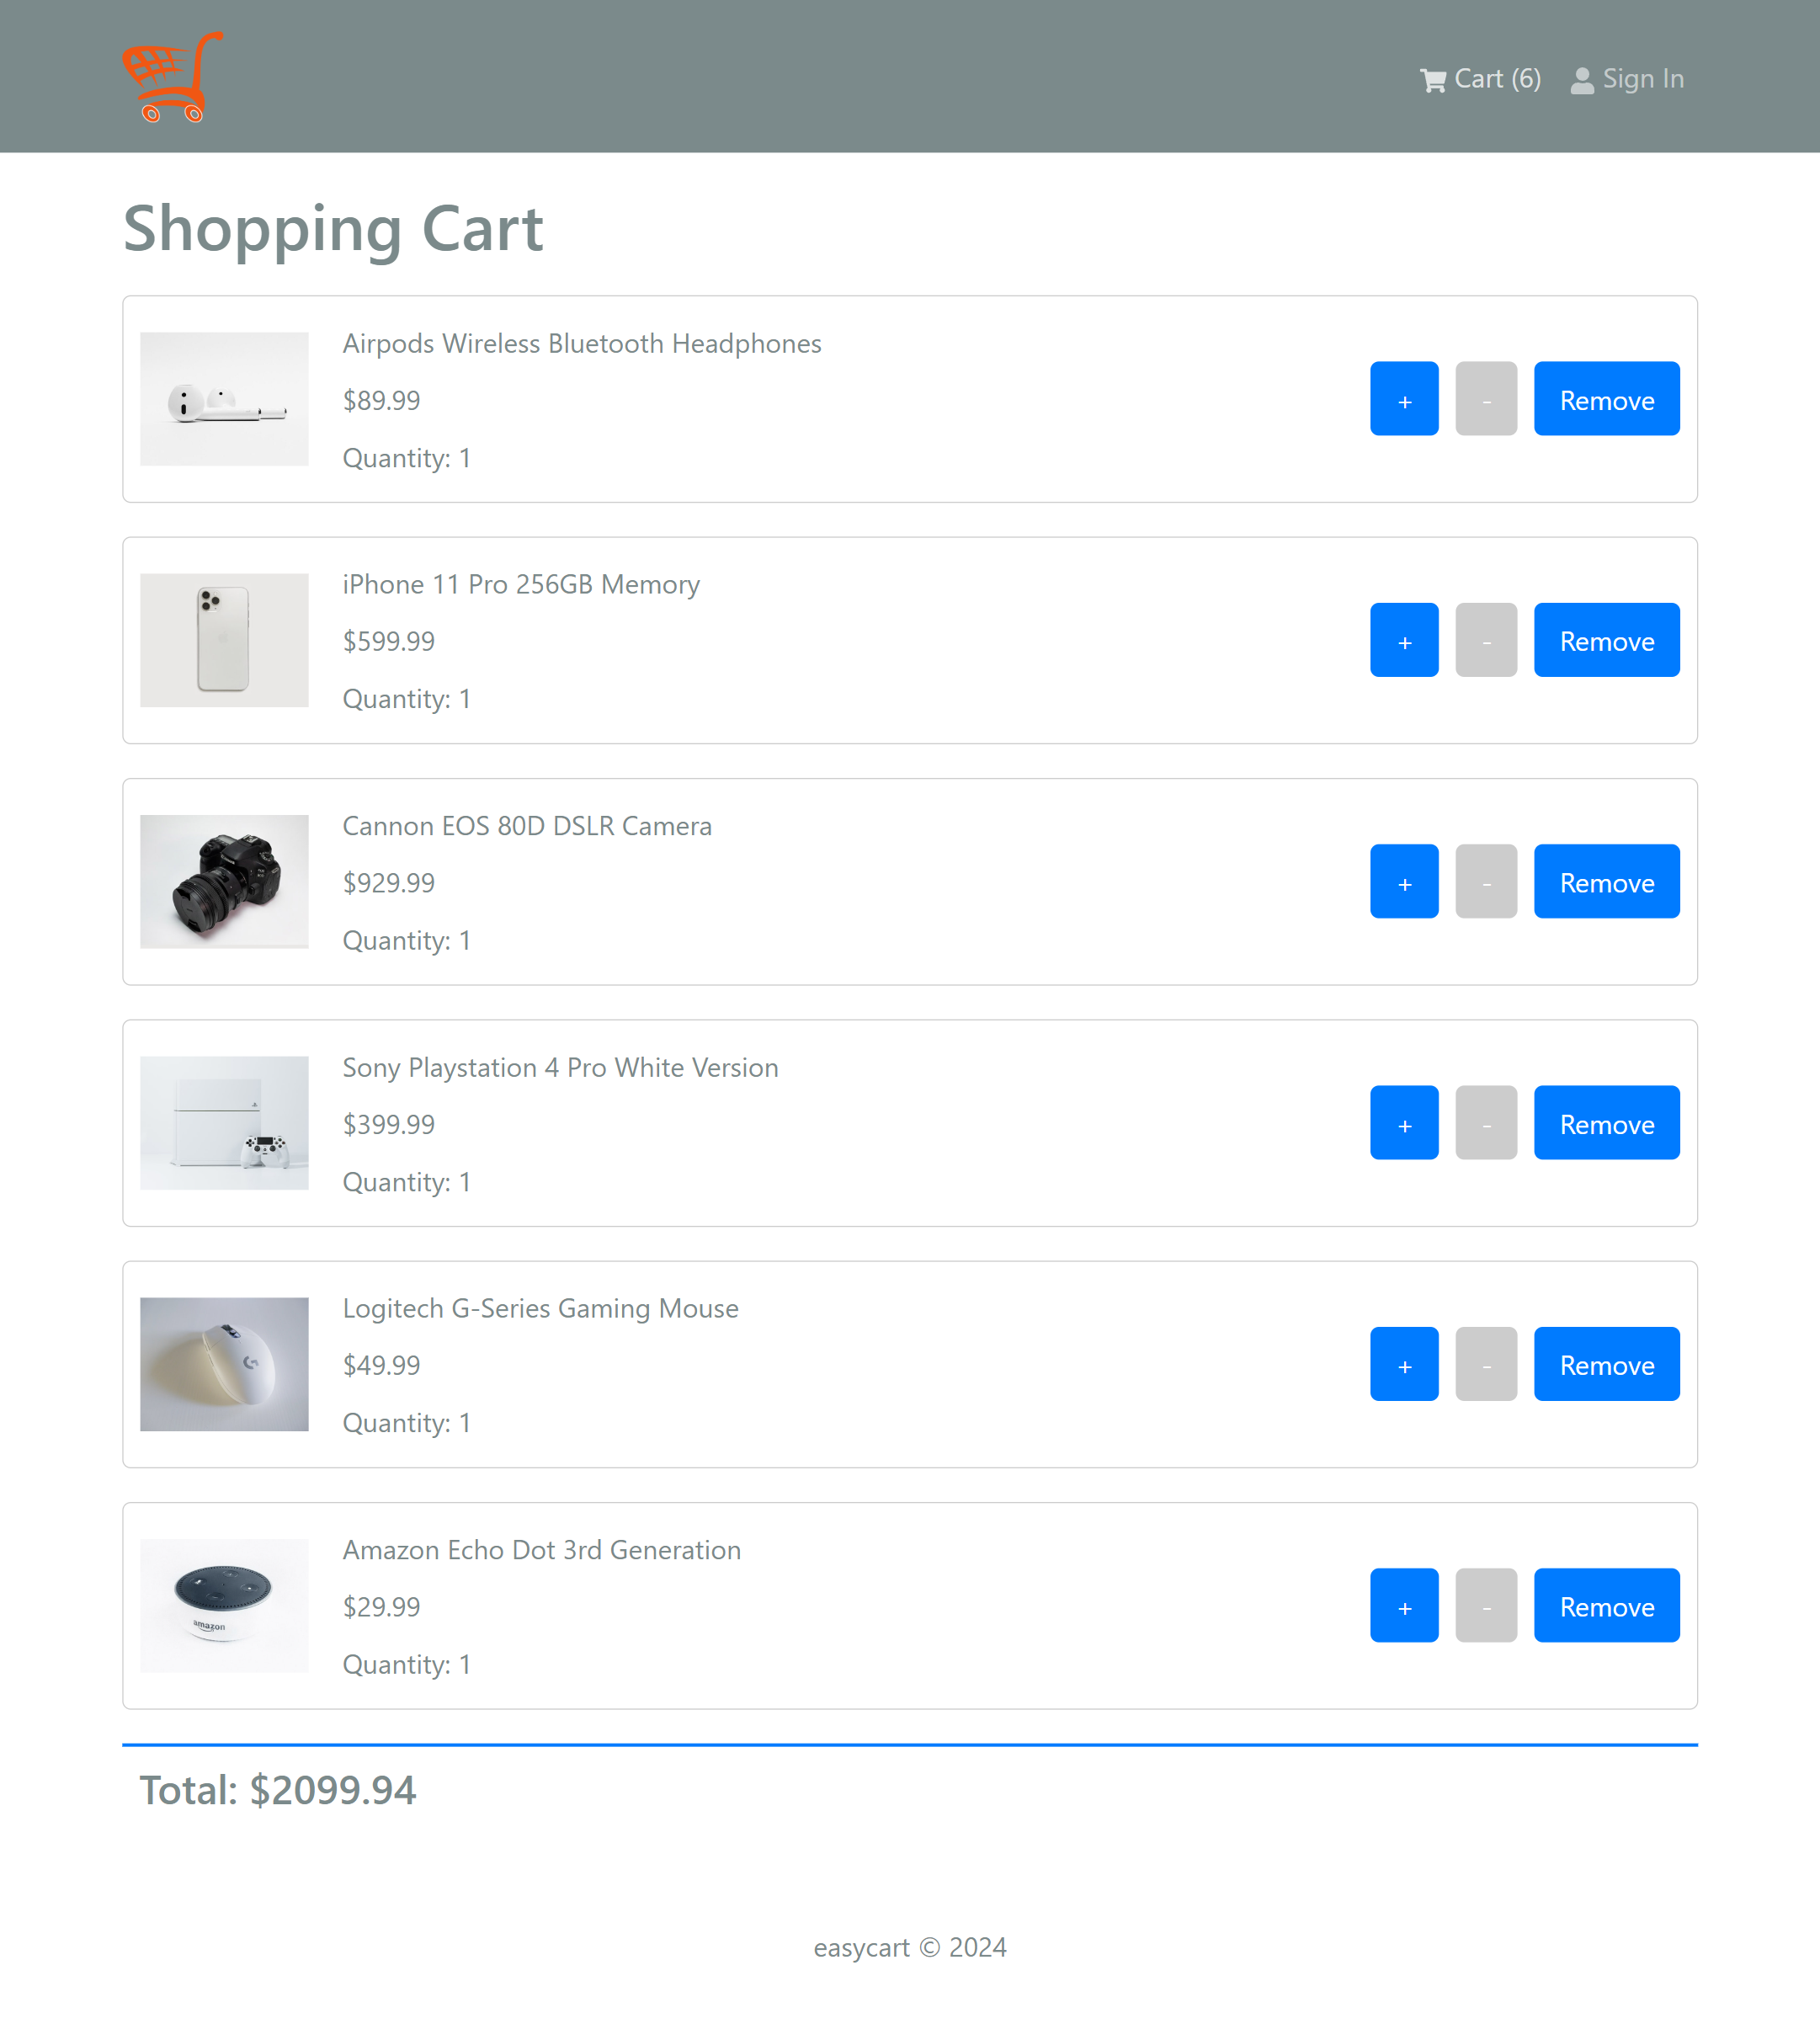 Cart (6) Sign In
Shopping Cart
Airpods Wireless Bluetooth Headphones
$89.99
Quantity: 1
+ - Remove
iPhone 11 Pro 256GB Memory
$599.99
Quantity: 1
+ - Remove
Cannon EOS 80D DSLR Camera
$929.99
Quantity: 1
+ - Remove
Sony Playstation 4 Pro White Version
$399.99
Quantity: 1
+ - Remove
Logitech G-Series Gaming Mouse
$49.99
Quantity: 1
+ - Remove
amazon
Amazon Echo Dot 3rd Generation
$29.99
Quantity: 1
+ - Remove
Total: $2099.94
easycart © 2024